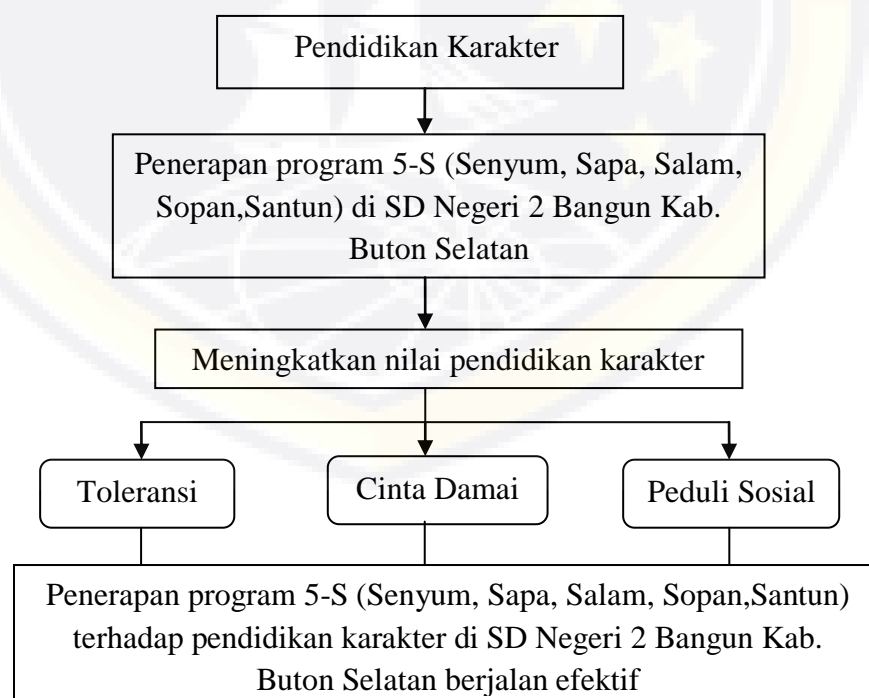 Pendidikan Karakter
Penerapan program 5-S (Senyum, Sapa, Salam,
Sopan,Santun) di SD Negeri 2 Bangun Kab.
Buton Selatan
Meningkatkan nilai pendidikan karakter
Toleransi
Cinta Damai
Peduli Sosial
Penerapan program 5-S (Senyum, Sapa, Salam, Sopan,Santun)
terhadap pendidikan karakter di SD Negeri 2 Bangun Kab.
Buton Selatan berjalan efektif